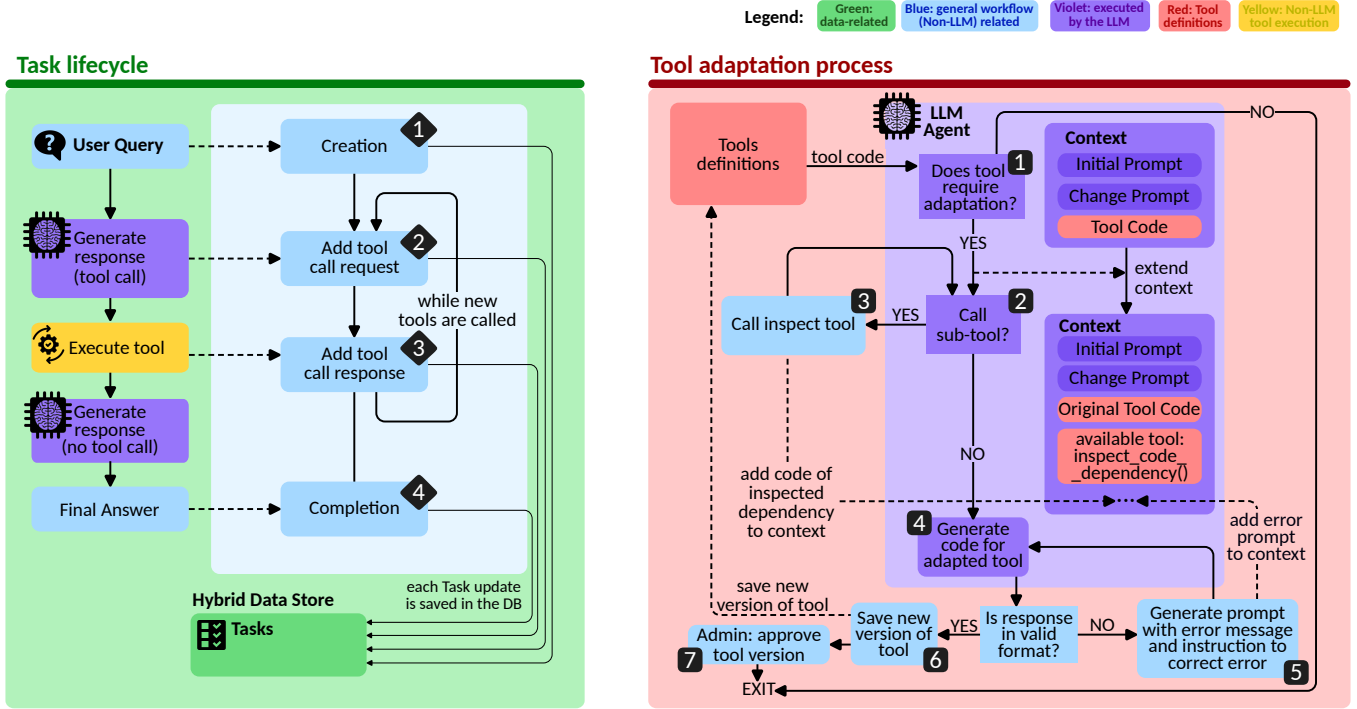 Legend:
Green:
data-related
Blue: general workflow
(Non-LLM) related
Violet: executed
by the LLM
Red: Tool
definitions
Yellow: Non-LLM
tool execution
Task lifecycle
User Query
Generate
response
(tool call)
Execute tool
Generate
response
(no tool call)
Final Answer
Creation
1
Add tool
call request
2
while new
tools are called
Add tool
call response
3
Completion
4
each Task update
is saved in the DB
Hybrid Data Store
Tasks
Tool adaptation process
Tools
definitions
tool code
LLM
Agent
Does tool
require
adaptation?
1
NO
YES
Context
Initial Prompt
Change Prompt
Tool Code
extend
context
Call
sub-tool?
2
YES
Call inspect tool
3
Context
Initial Prompt
Change Prompt
Original Tool Code
available tool:
inspect_code_
_dependency()
...
NO
add code of
inspected
dependency
to context
4
Generate
code for
adapted tool
add error
prompt
to context
save new
version of tool
Is response
in valid
format?
YES
NO
Save new
version of
tool
6
Generate prompt
with error message
and instruction to
correct error
5
Admin: approve
tool version
7
EXIT